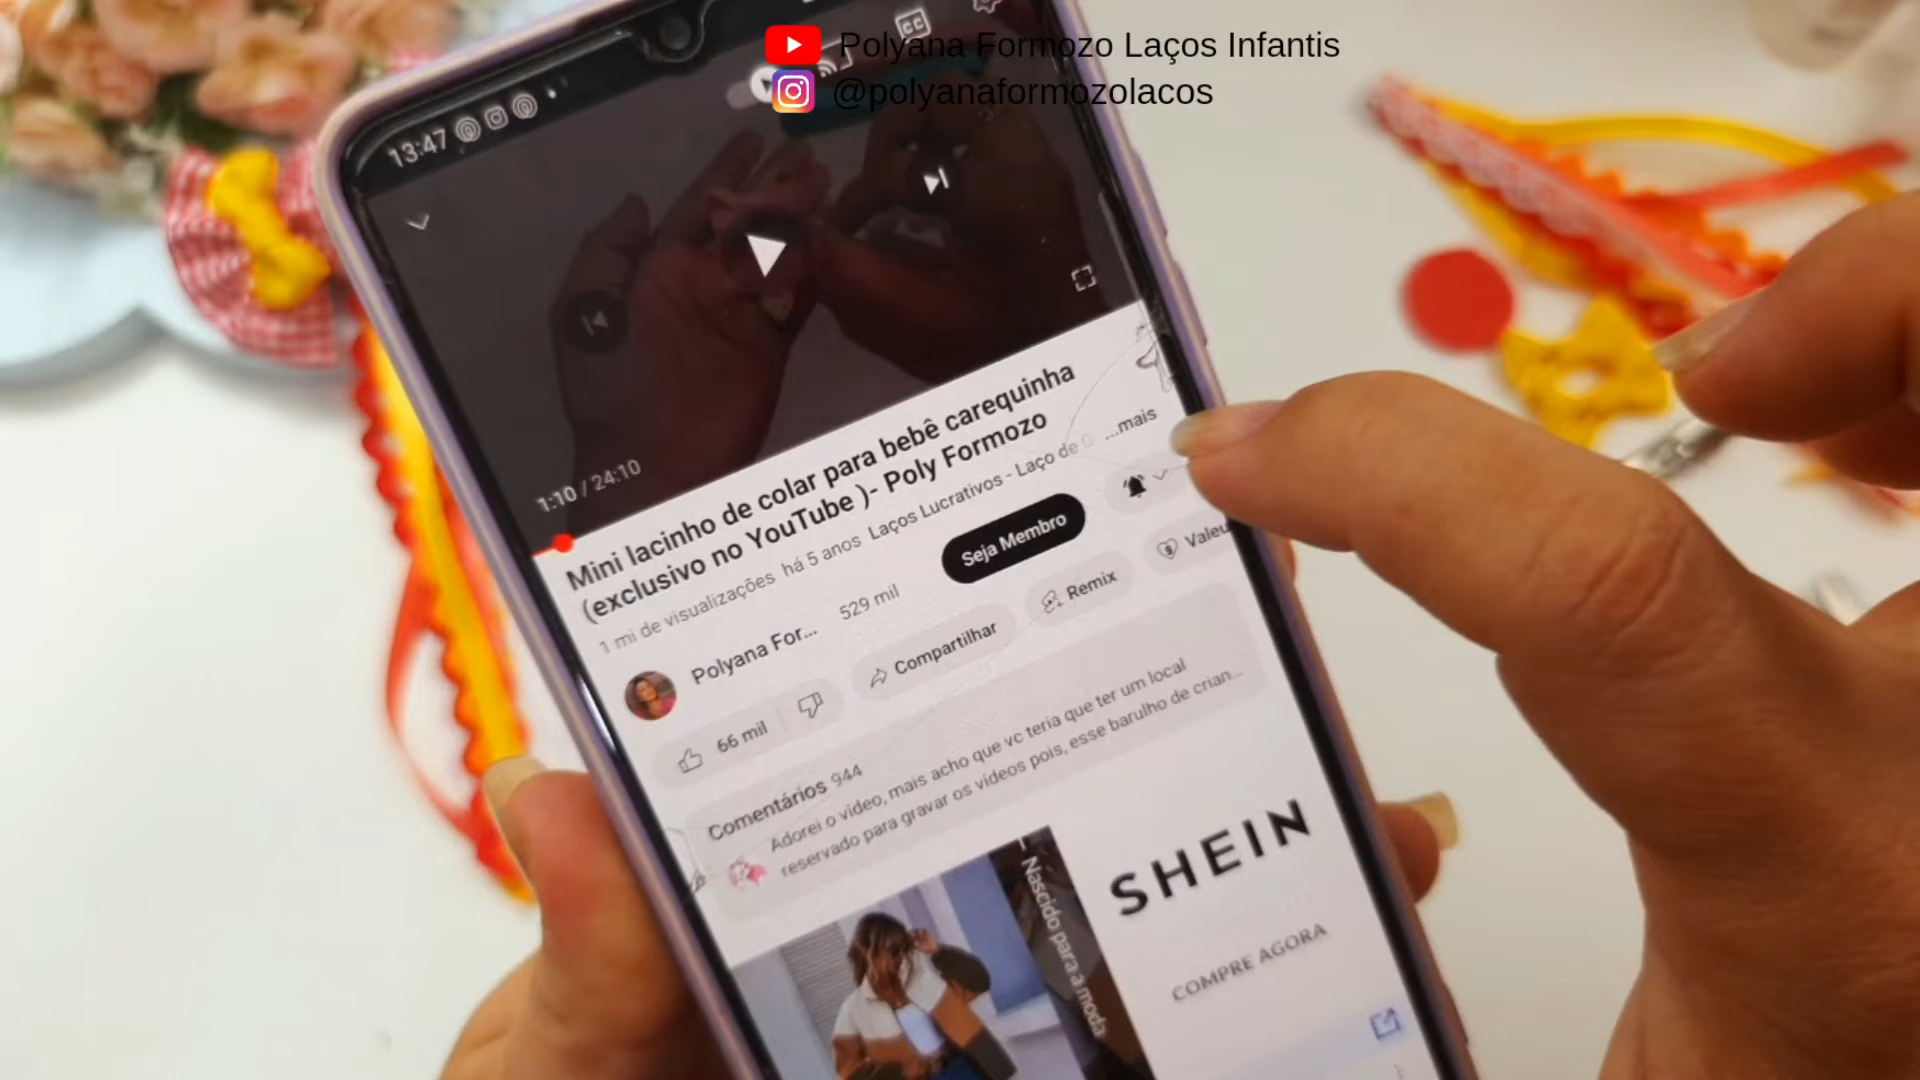 Polyana Formozo Laços Infantis
@polyanaformozolacos
CC
13:47
1:10 / 24:10
Mini lacinho de colar para bebê carequinha
(exclusivo no YouTube )- Poly Formozo
1 mi de visualizações há 5 anos Laços Lucrativos - Laço de ...mais
Polyana For... 529 mil
Seja Membro
66 mil
Compartilhar
Remix
Valeu
Comentários 944
Adorei o video, mais acho que vc teria que ter um local
reservado para gravar os vídeos pois, esse barulho de crian...
Nascido para a moda
SHEIN
COMPRE AGORA